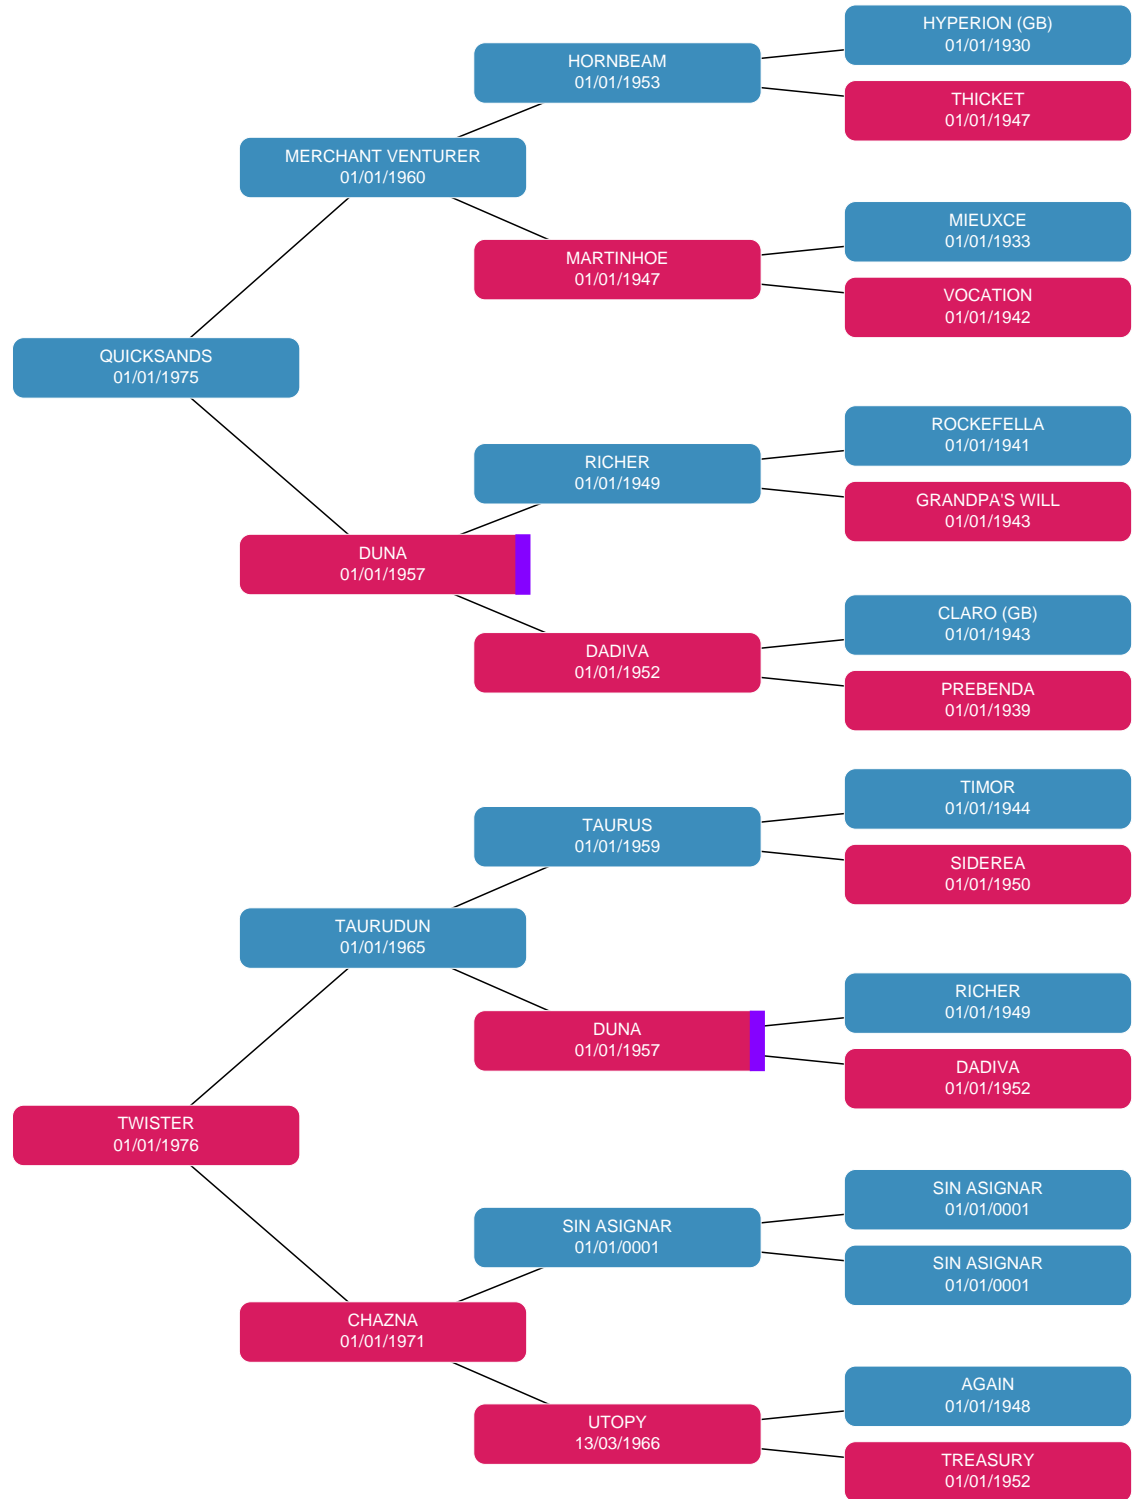 HYPERION (GB)
01/01/1930
HORNBEAM
01/01/1953
THICKET
01/01/1947
MERCHANT VENTURER
01/01/1960
MIEUXCE
01/01/1933
MARTINHOE
01/01/1947
VOCATION
01/01/1942
QUICKSANDS
01/01/1975
ROCKEFELLA
01/01/1941
RICHER
01/01/1949
GRANDPA'S WILL
01/01/1943
DUNA
01/01/1957
CLARO (GB)
01/01/1943
DADIVA
01/01/1952
PREBENDA
01/01/1939
TIMOR
01/01/1944
TAURUS
01/01/1959
SIDEREA
01/01/1950
TAURUDUN
01/01/1965
RICHER
01/01/1949
DUNA
01/01/1957
DADIVA
01/01/1952
TWISTER
01/01/1976
SIN ASIGNAR
01/01/0001
SIN ASIGNAR
01/01/0001
SIN ASIGNAR
01/01/0001
CHAZNA
01/01/1971
AGAIN
01/01/1948
UTOPY
13/03/1966
TREASURY
01/01/1952